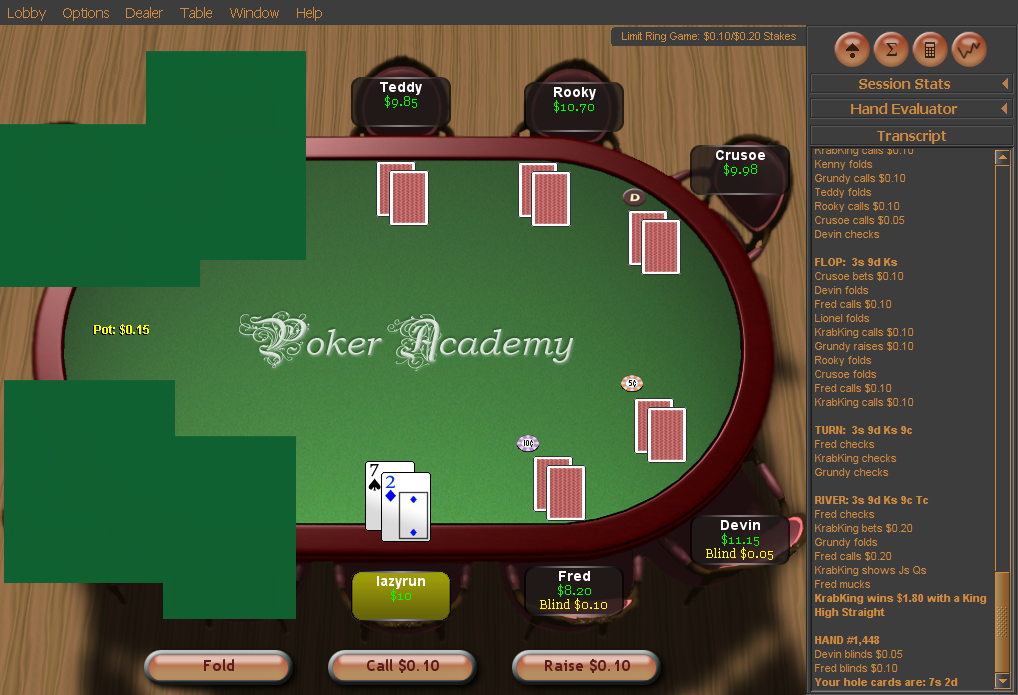 Lobby Options Dealer Table Window Help
Limit Ring Game: $0.10/$0.20 Stakes
Teddy
$9.85
Rooky
$10.70
Crusoe
$9.98
D
Pot: $0.15
Poker Academy
5¢
10¢
7
2
Devin
$11.15
Blind $0.05
lazyrun
$10
Fred
$8.20
Blind $0.10
Fold
Call $0.10
Raise $0.10
Σ
Session Stats
Hand Evaluator
Transcript
KrabKing calls $0.10
Kenny folds
Grundy calls $0.10
Teddy folds
Rooky calls $0.10
Crusoe calls $0.05
Devin checks
FLOP: 3s 9d Ks
Crusoe bets $0.10
Devin folds
Fred calls $0.10
Lionel folds
KrabKing calls $0.10
Grundy raises $0.10
Rooky folds
Crusoe folds
Fred calls $0.10
KrabKing calls $0.10
TURN: 3s 9d Ks 9c
Fred checks
KrabKing checks
Grundy checks
RIVER: 3s 9d Ks 9c Tc
Fred checks
KrabKing bets $0.20
Grundy folds
Fred calls $0.20
KrabKing shows Js Qs
Fred mucks
KrabKing wins $1.80 with a King
High Straight
HAND #1,448
Devin blinds $0.05
Fred blinds $0.10
Your hole cards are: 7s 2d